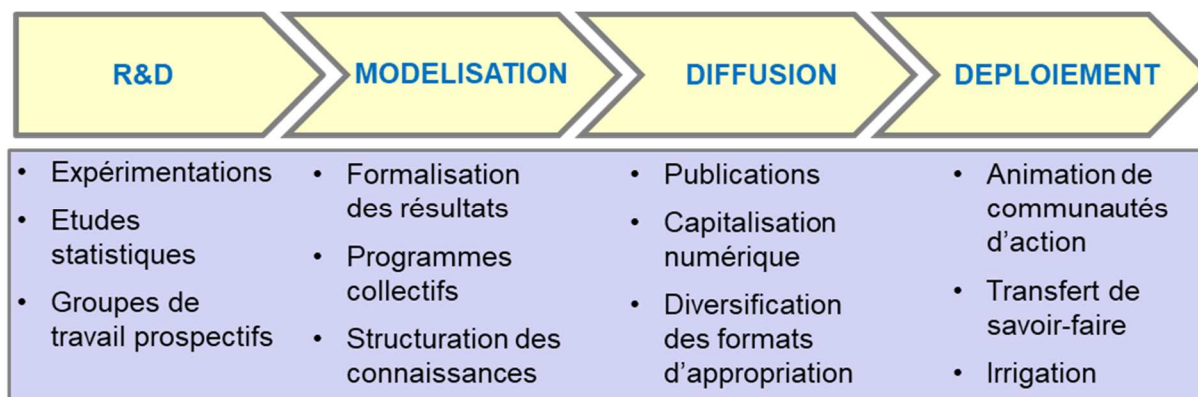 R&D
MODELISATION
DIFFUSION
DEPLOIEMENT
• Expérimentations
• Etudes
statistiques
• Groupes de
travail prospectifs
• Formalisation
des résultats
• Programmes
collectifs
• Structuration des
connaissances
• Publications
• Capitalisation
numérique
• Diversification
des formats
d'appropriation
• Animation de
communautés
d'action
• Transfert de
savoir-faire
• Irrigation